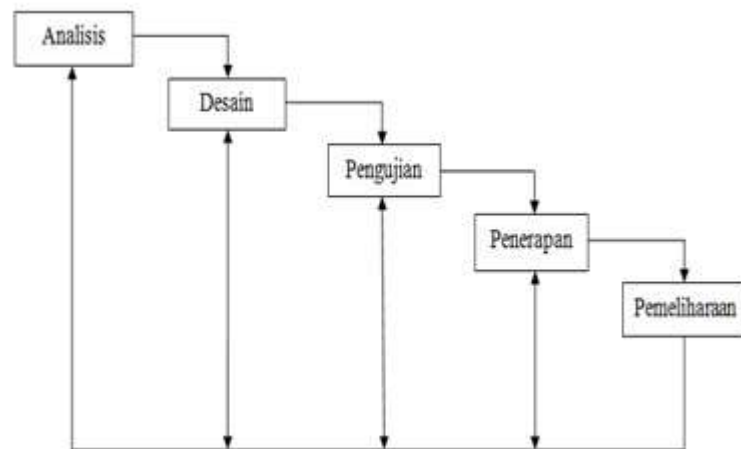 Analisis
Desain
Pengujian
Penerapan
Pemeliharaan